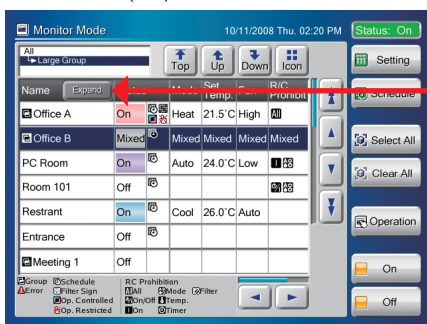 Monitor Mode 10/11/2008 Thu. 02:20 PM Status: On
All
Large Group
Top Up Down Icon
Setting
Name Expand Mode Set Temp. R/C Prohibit
Schedule
Office A On Heat 21.5°C High All
Office B Mixed Mixed Mixed Mixed Mixed
Select All
PC Room On Auto 24.0°C Low
Clear All
Room 101 Off
Restrant On Cool 26.0°C Auto
Operation
Entrance Off
Meeting 1 Off
On
Group Schedule R/C Prohibition
Error Filter Sign All Mode Filter
Op. Controlled On/Off Temp.
Op. Restricted On Timer
Off